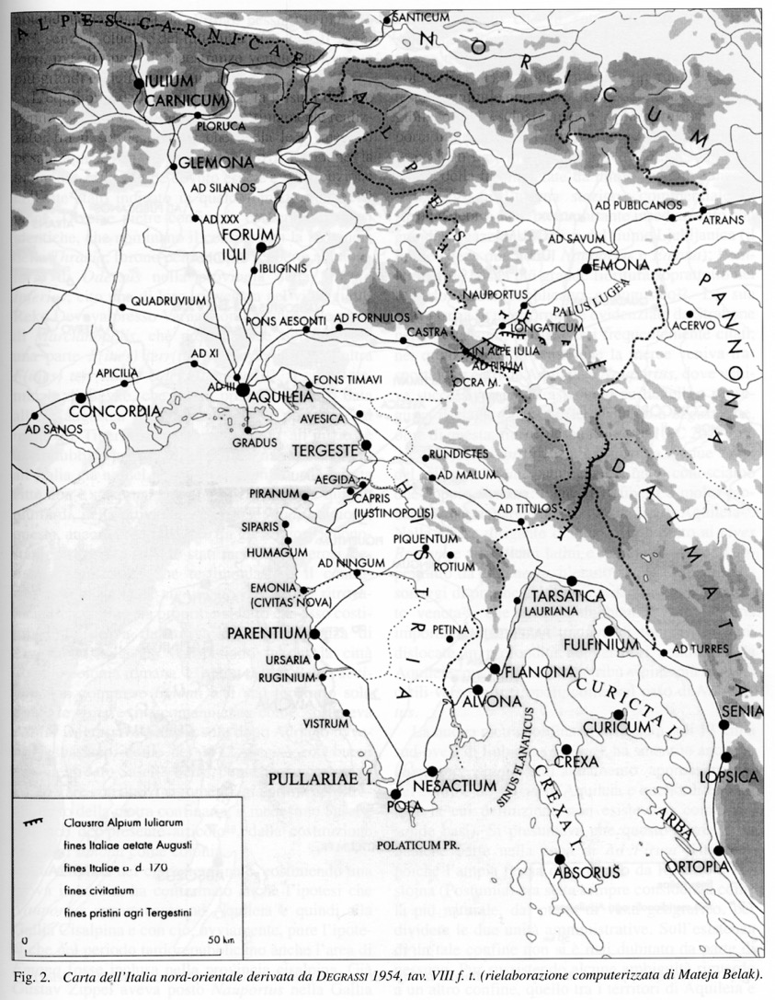 SANTICUM
ALPES CARNICAE
NORICUM
IULIUM
CARNICUM
PLORUCA
GLEMONA
ALPES
AD SILANOS
AD XXX
FORUM
IULI
IBLIGINIS
AD PUBLICANOS
ATRANS
AD SAVUM
EMONA
NAUPORTUS
PALUS LUGEA
LONGATICUM
PANNONIA
ACERVO
QUADRUVIUM
FONS AESONTI
AD FORNULOS
CASTRA
IN ALPE IULIA
AD PIRUM
OCRA M.
AD XI
APICILIA
AD III
AQUILEIA
FONS TIMAVI
CONCORDIA
AD SANOS
GRADUS
AVESICA
TERGESTE
RUNDICTES
AD MALUM
DALMATIA
AEGIDA
CAPRIS
(IUSTINOPOLIS)
PIRANUM
HISTRIA
AD TITULOS
SIPARIS
HUMAGUM
PIQUENTUM
ROTIUM
AD NINGUM
EMONIA
(CIVITAS NOVA)
TARSATICA
LAURIANA
PARENTIUM
PETINA
FULFINIUM
AD TURRES
URSARIA
RUGINIUM
FLANONA
ALVONA
CURICTA I.
CURICUM
SENIA
VISTRUM
SINUS FLANATICUS
CREXA
LOPSICA
PULLARIAE I.
NESACTIUM
POLA
CREXA I.
ARBA
POLATICUM PR.
ABSORUS
ORTOPLA
Claustra Alpium Iuliarum
fines Italiae aetate Augusti
fines Italiae a. d. 170
fines civitatium
fines pristini agri Tergestini
0 50 km
Fig. 2. Carta dell'Italia nord-orientale derivata da DEGRASSI 1954, tav. VIII f. t. (rielaborazione computerizzata di Mateja Belak).